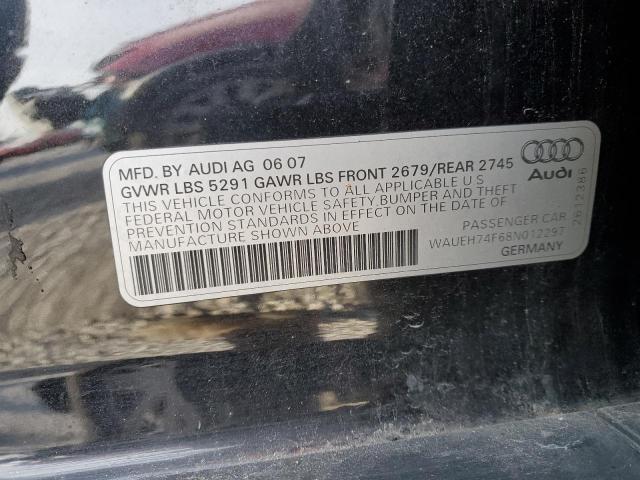 MFD. BY AUDI AG 06 07
GVWR LBS 5291 GAWR LBS FRONT 2679/REAR 2745
THIS VEHICLE CONFORMS TO ALL APPLICABLE U S
FEDERAL MOTOR VEHICLE SAFETY,BUMPER AND THEFT
PREVENTION STANDARDS IN EFFECT ON THE DATE OF
MANUFACTURE SHOWN ABOVE
Audi
PASSENGER CAR
WAUEH74F68N012297
GERMANY
2612386